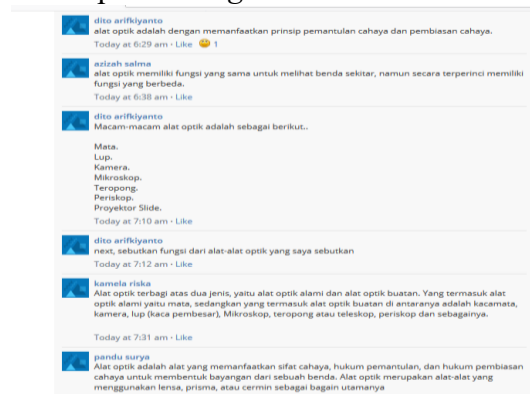 dito arifkiyanto
alat optik adalah dengan memanfaatkan prinsip pemantulan cahaya dan pembiasan cahaya.
Today at 6:29 am · Like 1
azizah salma
alat optik memiliki fungsi yang sama untuk melihat benda sekitar, namun secara terperinci memiliki
fungsi yang berbeda.
Today at 6:38 am · Like
dito arifkiyanto
Macam-macam alat optik adalah sebagai berikut..
Mata.
Lup.
Kamera.
Mikroskop.
Teropong.
Periskop.
Proyektor Slide.
Today at 7:10 am · Like
dito arifkiyanto
next, sebutkan fungsi dari alat-alat optik yang saya sebutkan
Today at 7:12 am · Like
kamela riska
Alat optik terbagi atas dua jenis, yaitu alat optik alami dan alat optik buatan. Yang termasuk alat
optik alami yaitu mata, sedangkan yang termasuk alat optik buatan di antaranya adalah kacamata,
kamera, lup (kaca pembesar), Mikroskop, teropong atau teleskop, periskop dan sebagainya.
Today at 7:31 am · Like
pandu surya
Alat optik adalah alat yang memanfaatkan sifat cahaya, hukum pemantulan, dan hukum pembiasan
cahaya untuk membentuk bayangan dari sebuah benda. Alat optik merupakan alat-alat yang
menggunakan lensa, prisma, atau cermin sebagai bagain utamanya